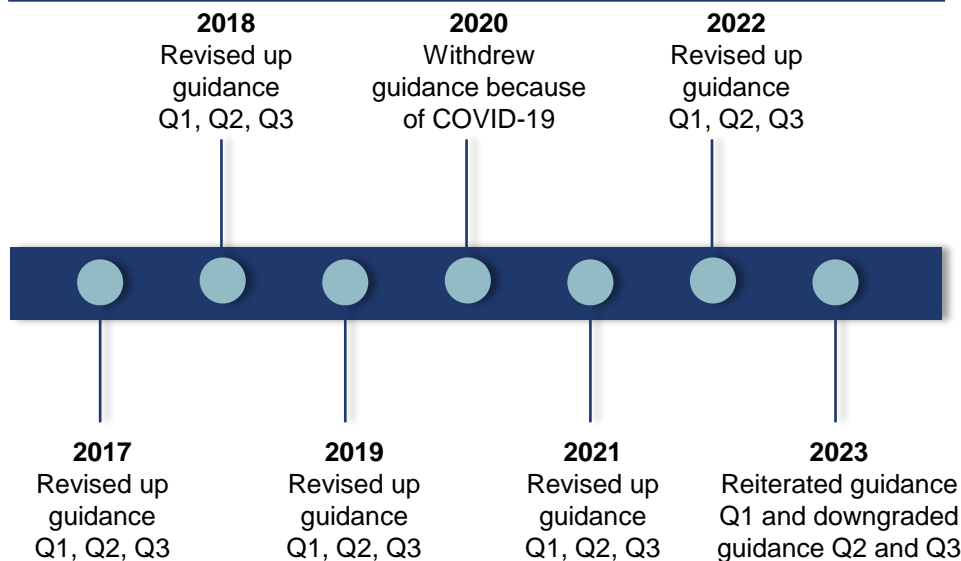 2018
Revised up
guidance
Q1, Q2, Q3
2020
Withdrew
guidance because
of COVID-19
2022
Revised up
guidance
Q1, Q2, Q3
2017
Revised up
guidance
Q1, Q2, Q3
2019
Revised up
guidance
Q1, Q2, Q3
2021
Revised up
guidance
Q1, Q2, Q3
2023
Reiterated guidance
Q1 and downgraded
guidance Q2 and Q3